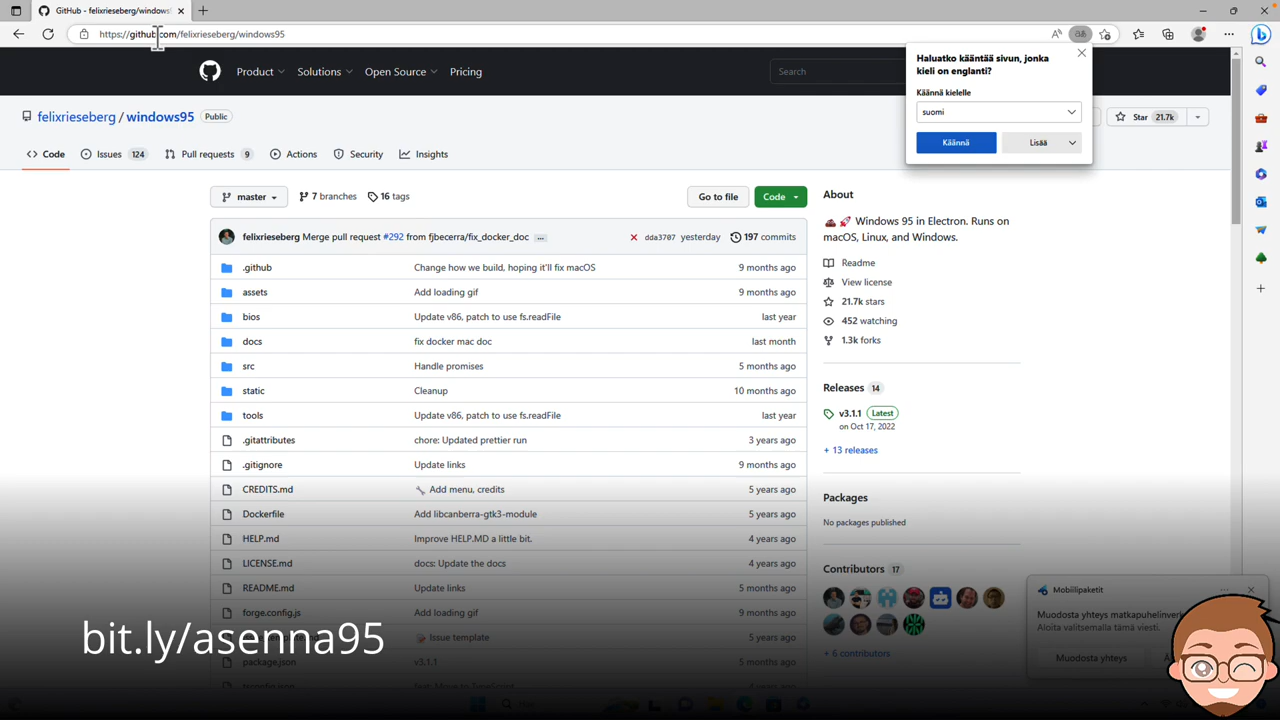 GitHub - felixrieseberg/windows
https://github.com/felixrieseberg/windows95
Haluatko kääntää sivun, jonka
kieli on englanti?
Käännä kielelle
suomi
Käännä
Lisää
Product
Solutions
Open Source
Pricing
Search
felixrieseberg / windows95
Public
Star 21.7k
Code
Issues 124
Pull requests 9
Actions
Security
Insights
master
7 branches
16 tags
Go to file
Code
felixrieseberg Merge pull request #292 from fjbecerra/fix_docker_doc ...
dda3707 yesterday
197 commits
.github Change how we build, hoping it'll fix macOS 9 months ago
assets Add loading gif 9 months ago
bios Update v86, patch to use fs.readFile last year
docs fix docker mac doc last month
src Handle promises 5 months ago
static Cleanup 10 months ago
tools Update v86, patch to use fs.readFile last year
.gitattributes chore: Updated prettier run 3 years ago
.gitignore Update links 9 months ago
CREDITS.md Add menu, credits 5 years ago
Dockerfile Add libcanberra-gtk3-module 5 years ago
HELP.md Improve HELP.MD a little bit. 4 years ago
LICENSE.md docs: Update the docs 4 years ago
README.md Update links 5 months ago
forge.config.js Add loading gif 9 months ago
Issue template 5 years ago
package.json v3.1.1 5 months ago
About
Windows 95 in Electron. Runs on
macOS, Linux, and Windows.
Readme
View license
21.7k stars
452 watching
1.3k forks
Releases 14
v3.1.1 Latest
on Oct 17, 2022
+ 13 releases
Packages
No packages published
Contributors 17
+ 6 contributors
Mobiilipaketit
Muodosta yhteys
bit.ly/asenna95